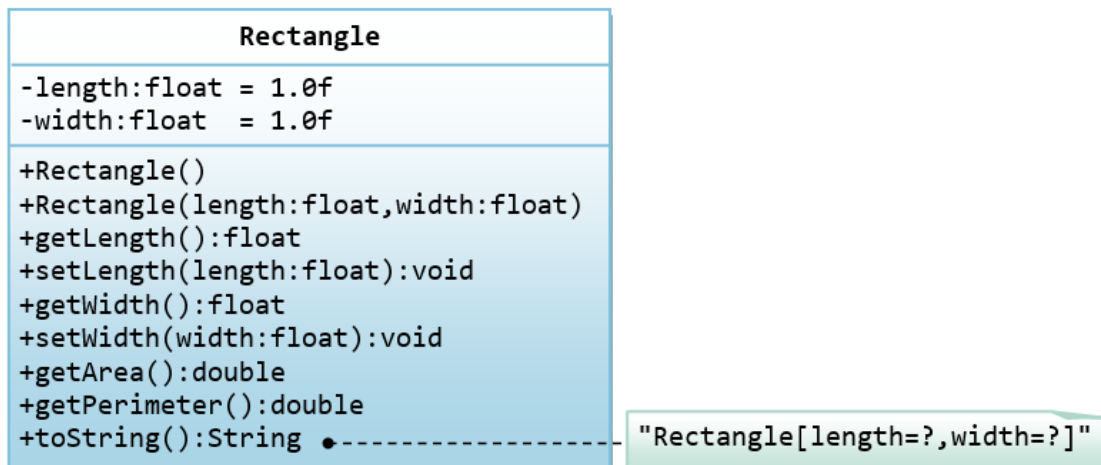 Rectangle
-length:float = 1.0f
-width:float  = 1.0f
+Rectangle()
+Rectangle(length:float,width:float)
+getLength():float
+setLength(length:float):void
+getWidth():float
+setWidth(width:float):void
+getArea():double
+getPerimeter():double
+toString():String
"Rectangle[length=?,width=?]"